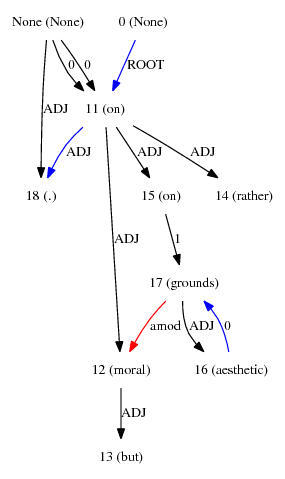 None (None) 0 (None)
0 0 ROOT
ADJ 11 (on)
ADJ ADJ ADJ
18 (.) 15 (on) 14 (rather)
ADJ 1
17 (grounds)
amod ADJ 0
12 (moral) 16 (aesthetic)
ADJ
13 (but)